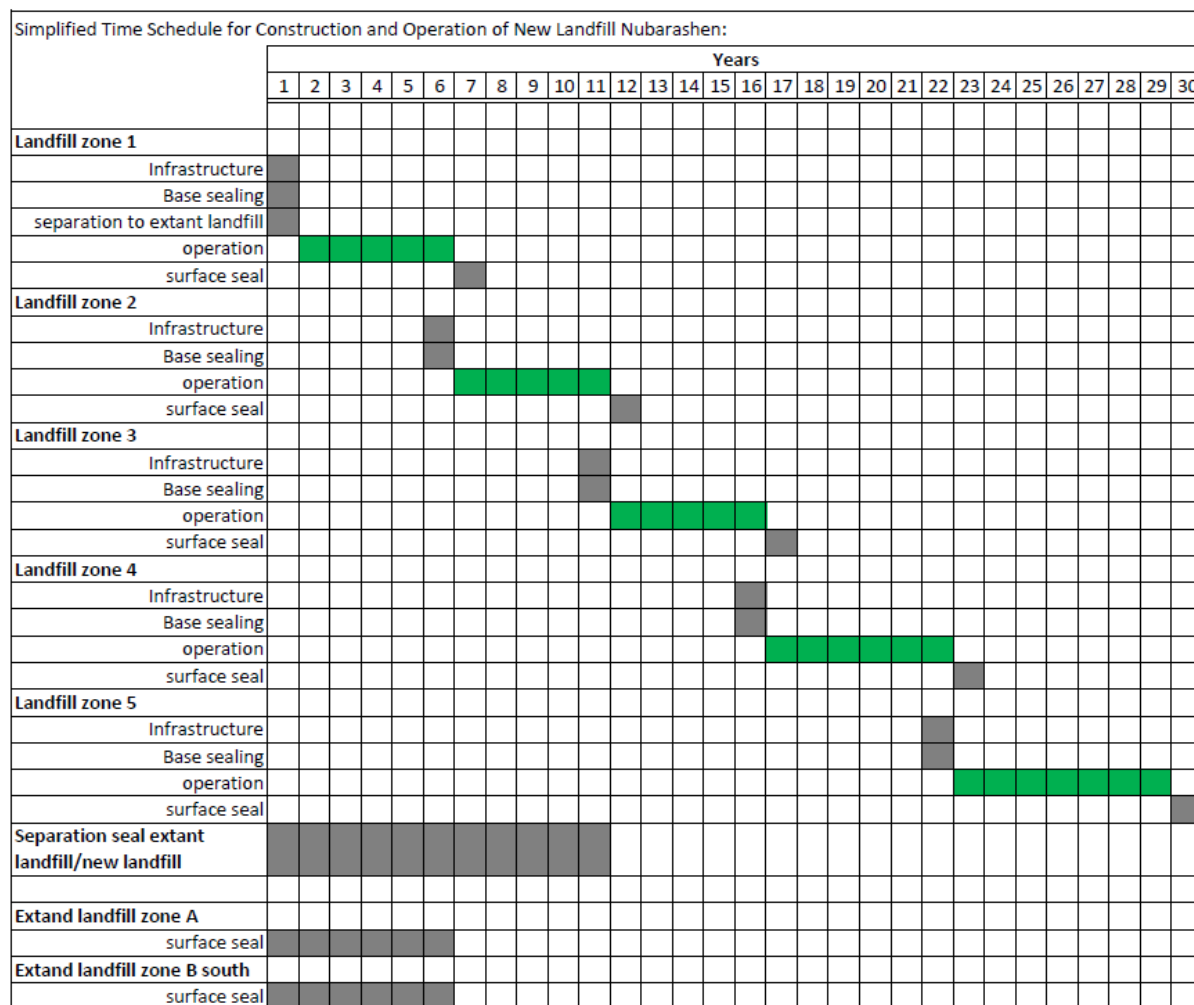 Simplified Time Schedule for Construction and Operation of New Landfill Nubarashen:
Years
1 2 3 4 5 6 7 8 9 10 11 12 13 14 15 16 17 18 19 20 21 22 23 24 25 26 27 28 29 30
Landfill zone 1
Infrastructure
Base sealing
separation to extant landfill
operation
surface seal
Landfill zone 2
Infrastructure
Base sealing
operation
surface seal
Landfill zone 3
Infrastructure
Base sealing
operation
surface seal
Landfill zone 4
Infrastructure
Base sealing
operation
surface seal
Landfill zone 5
Infrastructure
Base sealing
operation
surface seal
Separation seal extant
landfill/new landfill
Extand landfill zone A
surface seal
Extand landfill zone B south
surface seal